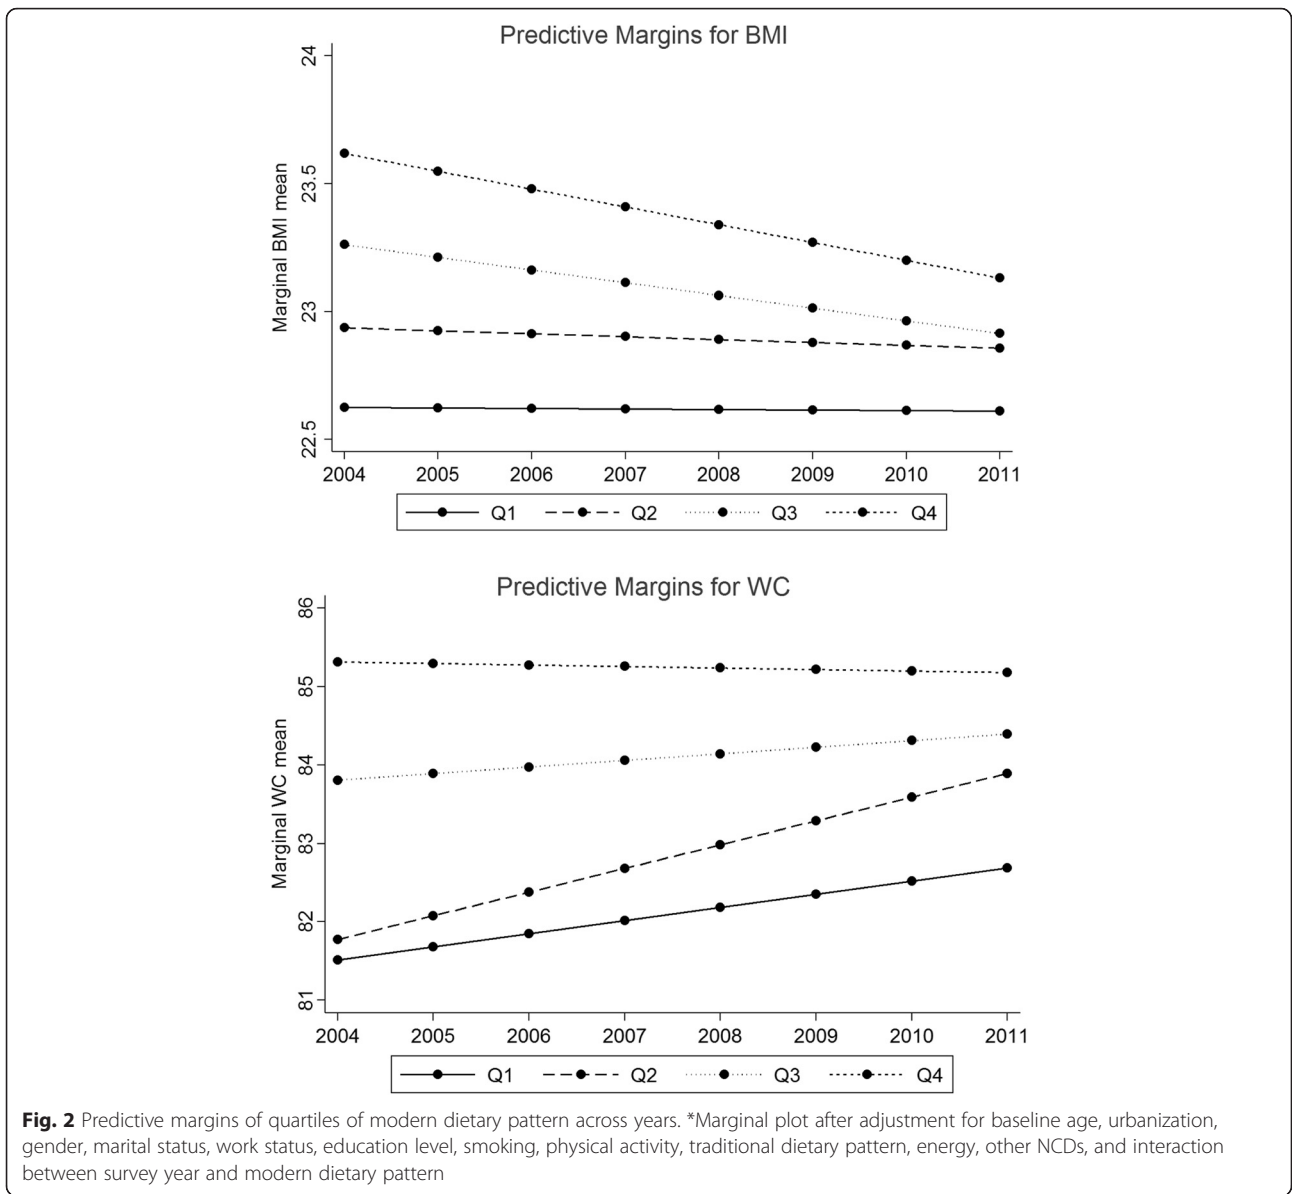 Predictive Margins for BMI
24
23.5
23
22.5
Marginal BMI mean
2004 2005 2006 2007 2008 2009 2010 2011
Q1 Q2 Q3 Q4
Predictive Margins for WC
86
85
84
83
82
81
Marginal WC mean
2004 2005 2006 2007 2008 2009 2010 2011
Q1 Q2 Q3 Q4
Fig. 2 Predictive margins of quartiles of modern dietary pattern across years. *Marginal plot after adjustment for baseline age, urbanization,
gender, marital status, work status, education level, smoking, physical activity, traditional dietary pattern, energy, other NCDs, and interaction
between survey year and modern dietary pattern